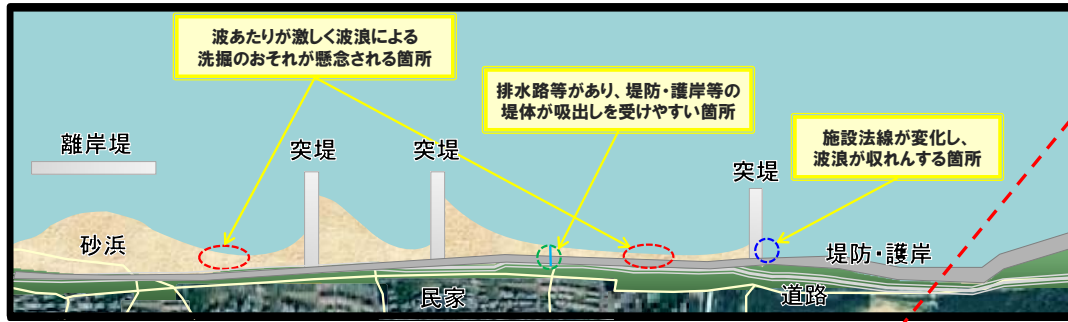 波あたりが激しく波浪による
洗掘のおそれが懸念される箇所
排水路等があり、堤防・護岸等の
堤体が吸出しを受けやすい箇所
施設法線が変化し、
波浪が収れんする箇所
離岸堤
突堤
突堤
突堤
砂浜
堤防・護岸
民家
道路